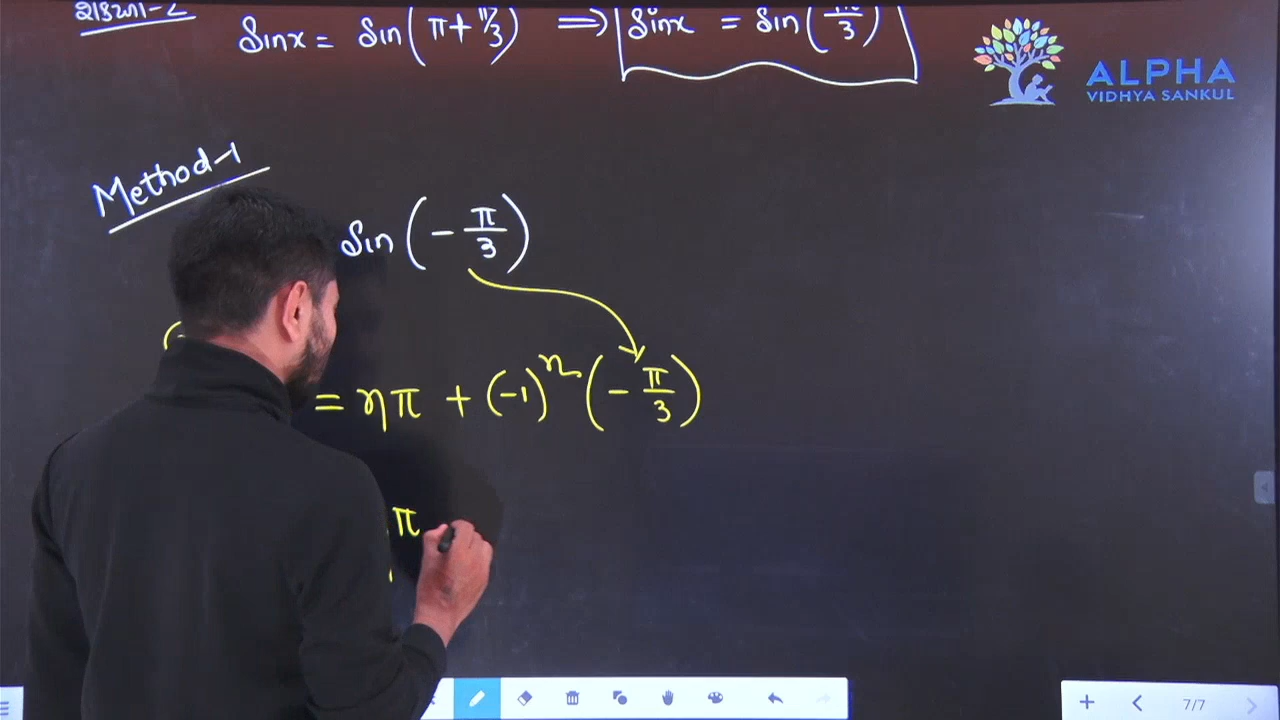 રીત-2
Sinx = Sin(π+π/3) ⟹ Sinx = Sin(π/3)
ALPHA
VIDHYA SANKUL
Method-1
Sin(-π/3)
= nπ + (-1)ⁿ(-π/3)
π
7/7